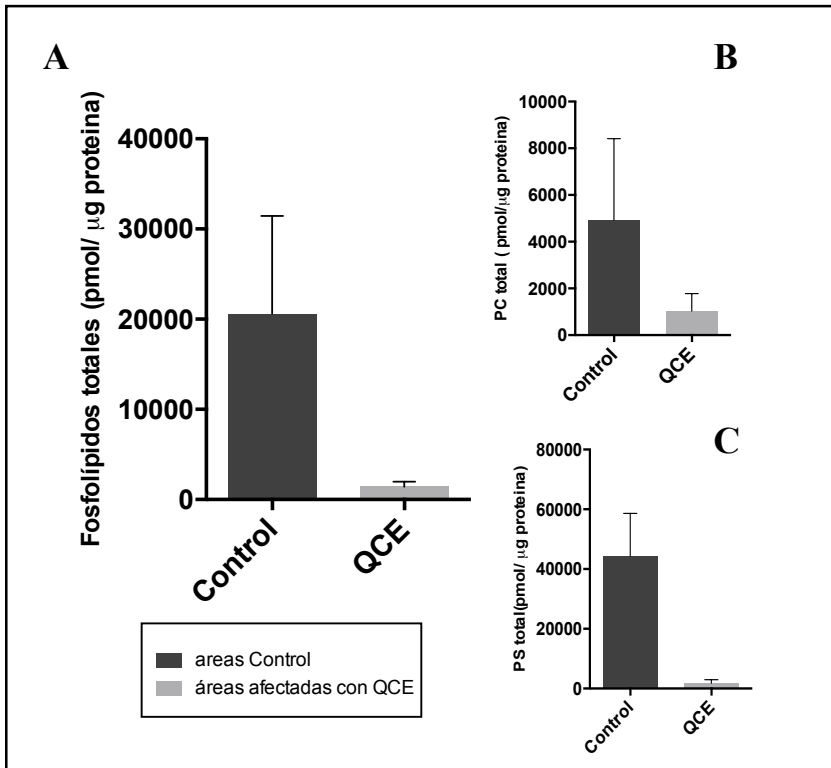 A
Fosfolípidos totales (pmol/ µg proteina)
40000
30000
20000
10000
0
Control
QCE
areas Control
áreas afectadas con QCE
B
PC total ( pmol/µg proteina)
10000
8000
6000
4000
2000
0
Control
QCE
C
PS total(pmol/ µg proteina)
80000
60000
40000
20000
0
Control
QCE